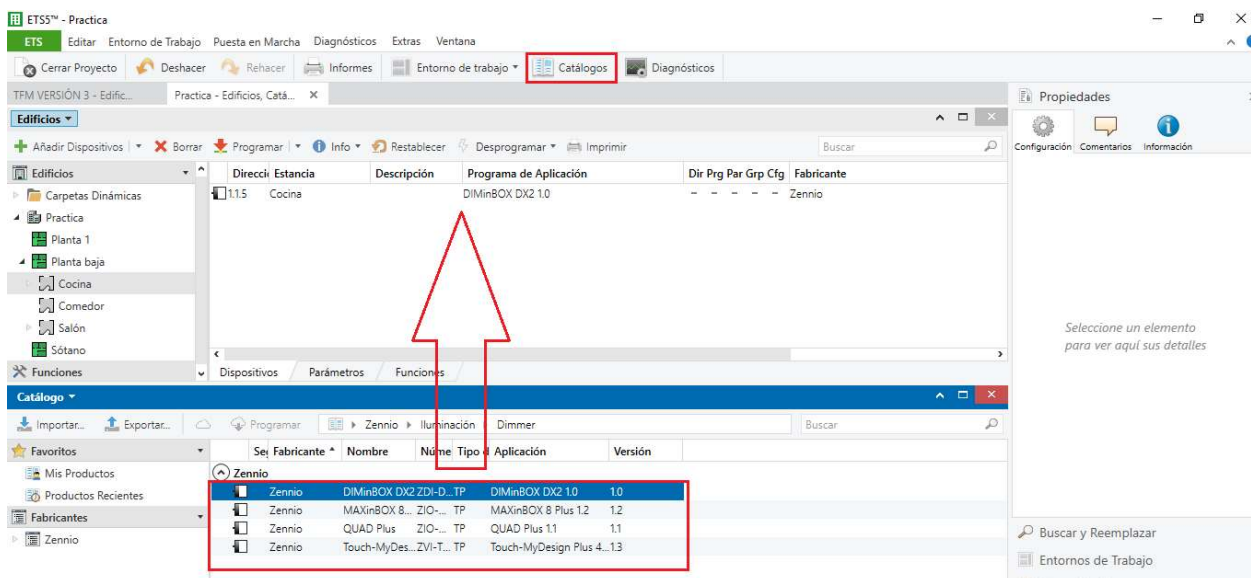 ETS5™ - Practica
ETS Editar Entorno de Trabajo Puesta en Marcha Diagnósticos Extras Ventana
Cerrar Proyecto Deshacer Rehacer Informes Entorno de trabajo Catálogos Diagnósticos
TFM VERSIÓN 3 - Edific... Practica - Edificios, Catá... Propiedades
Edificios
Configuración Comentarios Información
Añadir Dispositivos Borrar Programar Info Restablecer Desprogramar Imprimir Buscar
Edificios Direcció Estancia Descripción Programa de Aplicación Dir Prg Par Grp Cfg Fabricante
Carpetas Dinámicas 1.1.5 Cocina DIMinBOX DX2 1.0 - - - - - Zennio
Practica
Planta 1
Planta baja
Cocina
Comedor
Salón
Sótano
Seleccione un elemento
para ver aquí sus detalles
Funciones Dispositivos Parámetros Funciones
Catálogo
Importar... Exportar... Programar Zennio Iluminación Dimmer Buscar
Favoritos Seg Fabricante Nombre Núme Tipo d Aplicación Versión
Mis Productos Zennio
Productos Recientes Zennio DIMinBOX DX2 ZDI-D... TP DIMinBOX DX2 1.0 1.0
Fabricantes Zennio MAXinBOX 8... ZIO-... TP MAXinBOX 8 Plus 1.2 1.2
Zennio QUAD Plus ZIO-... TP QUAD Plus 1.1 1.1
Zennio Zennio Touch-MyDes... ZVI-T... TP Touch-MyDesign Plus 4... 1.3
Buscar y Reemplazar
Entornos de Trabajo